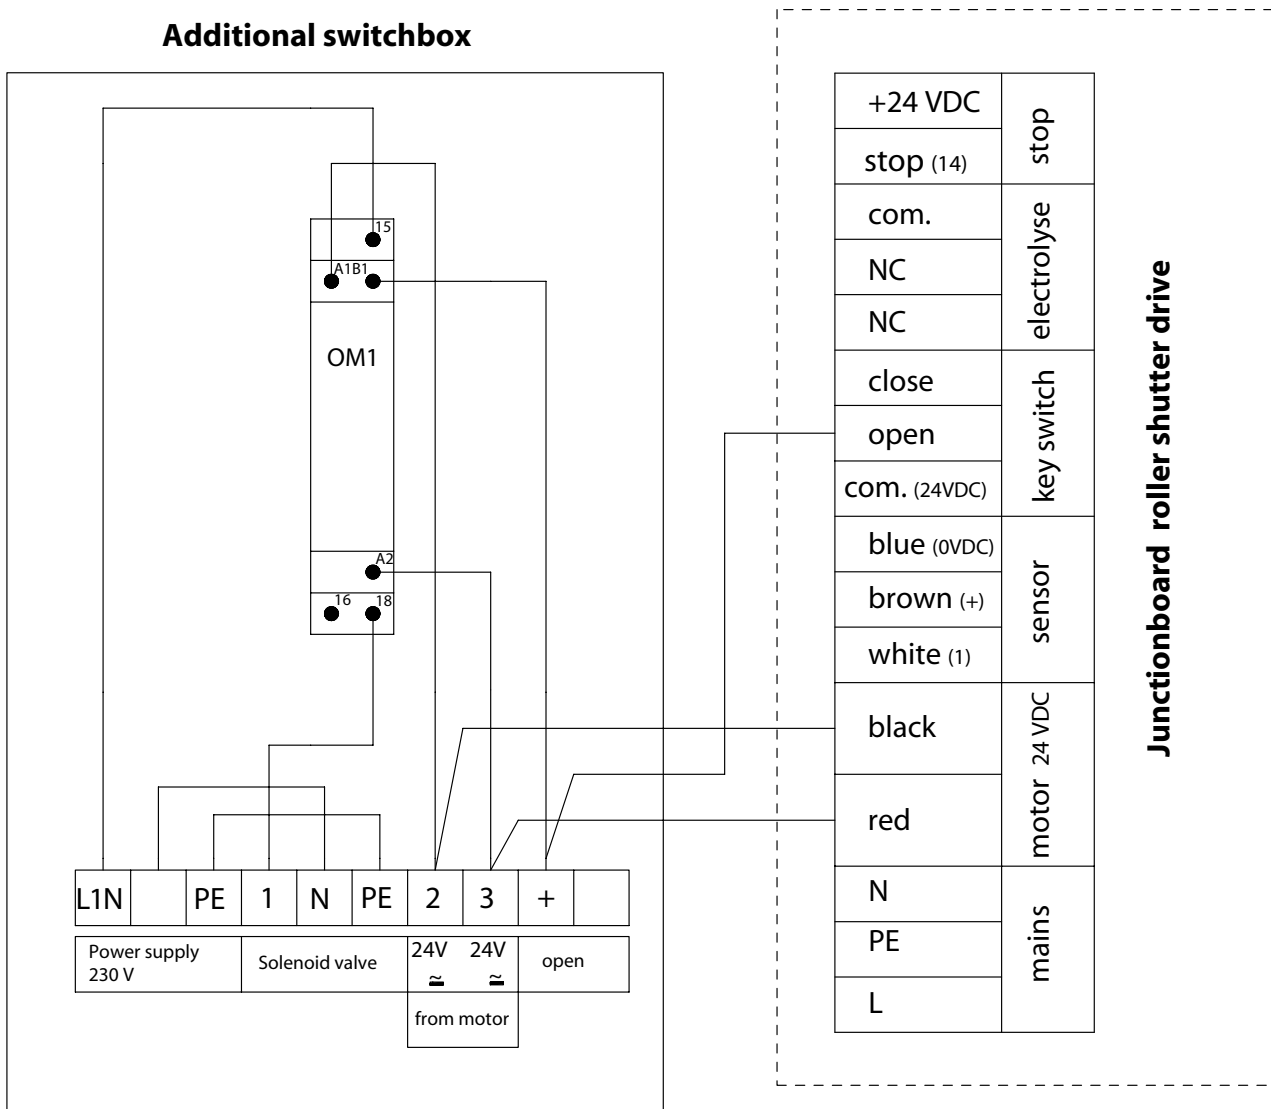 Additional switchbox
15
A1B1
OM1
A2
16 18
L1N PE 1 N PE 2 3 +
Power supply
230 V
Solenoid valve
24V 24V
≂ ≂
open
from motor
+24 VDC
stop (14)
stop
com.
NC
NC
electrolyse
close
open
com. (24VDC)
key switch
blue (0VDC)
brown (+)
white (1)
sensor
black
red
motor 24 VDC
N
PE
L
mains
Junctionboard roller shutter drive